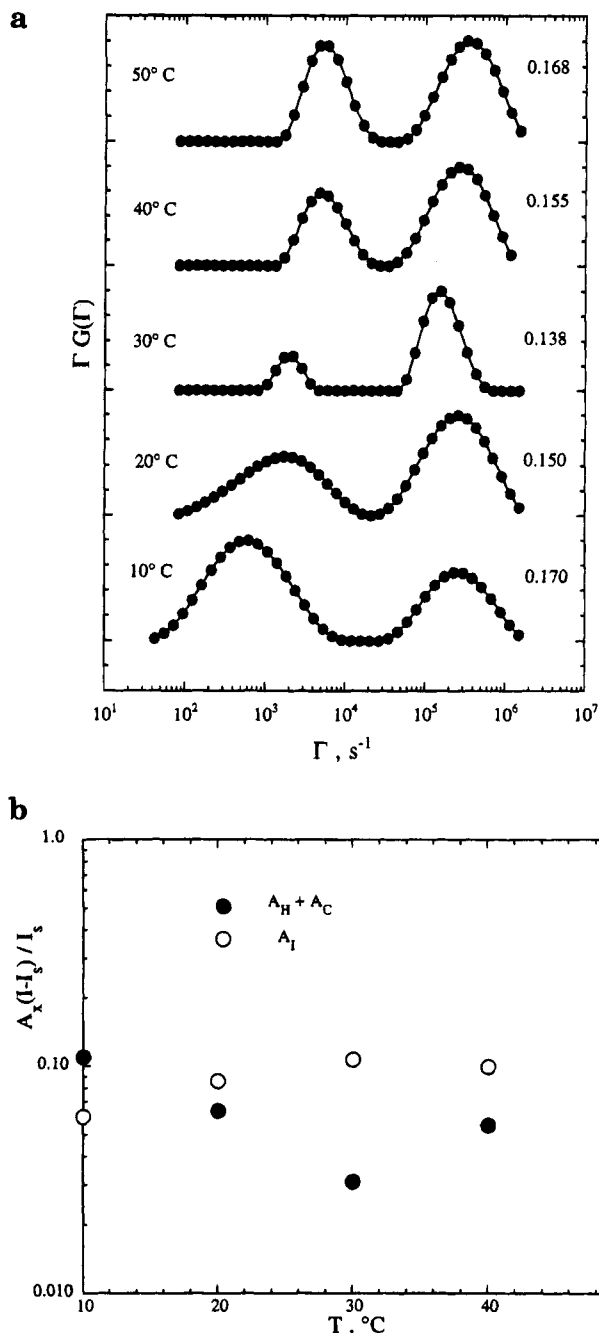 a
50° C 0.168
40° C 0.155
30° C 0.138
20° C 0.150
10° C 0.170
Γ G(Γ)
10¹ 10² 10³ 10⁴ 10⁵ 10⁶ 10⁷
Γ , s⁻¹
b
1.0
A_H + A_C
A_I
A_x(I-I_s) / I_s
0.10
0.010
10 20 30 40
T , °C